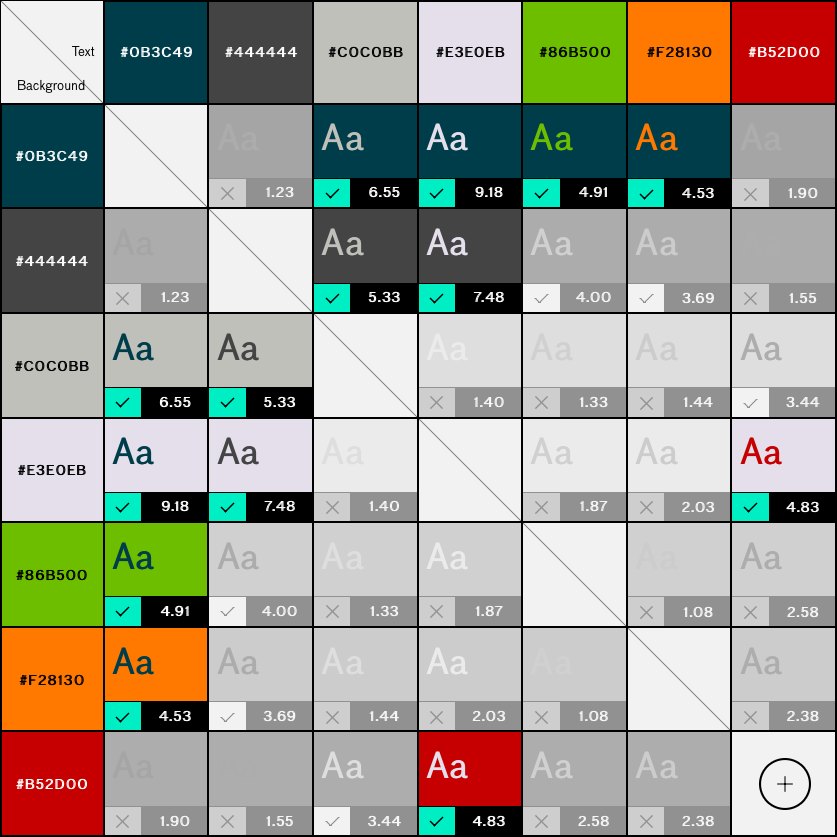 Text
Background
#0B3C49 #444444 #C0C0BB #E3E0EB #86B500 #F28130 #B52D00
#0B3C49 Aa Aa Aa Aa Aa Aa
1.23 6.55 9.18 4.91 4.53 1.90
#444444 Aa Aa Aa Aa Aa
1.23 5.33 7.48 4.00 3.69 1.55
#C0C0BB Aa Aa Aa Aa Aa Aa
6.55 5.33 1.40 1.33 1.44 3.44
#E3E0EB Aa Aa Aa Aa Aa Aa
9.18 7.48 1.40 1.87 2.03 4.83
#86B500 Aa Aa Aa Aa Aa Aa
4.91 4.00 1.33 1.87 1.08 2.58
#F28130 Aa Aa Aa Aa Aa Aa
4.53 3.69 1.44 2.03 1.08 2.38
#B52D00 Aa Aa Aa Aa Aa
1.90 1.55 3.44 4.83 2.58 2.38